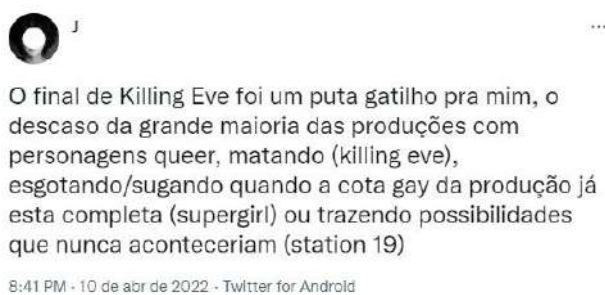 J
O final de Killing Eve foi um puta gatilho pra mim, o
descaso da grande maioria das produções com
personagens queer, matando (killing eve),
esgotando/sugando quando a cota gay da produção já
esta completa (supergirl) ou trazendo possibilidades
que nunca aconteceriam (station 19)
8:41 PM · 10 de abr de 2022 · Twitter for Android